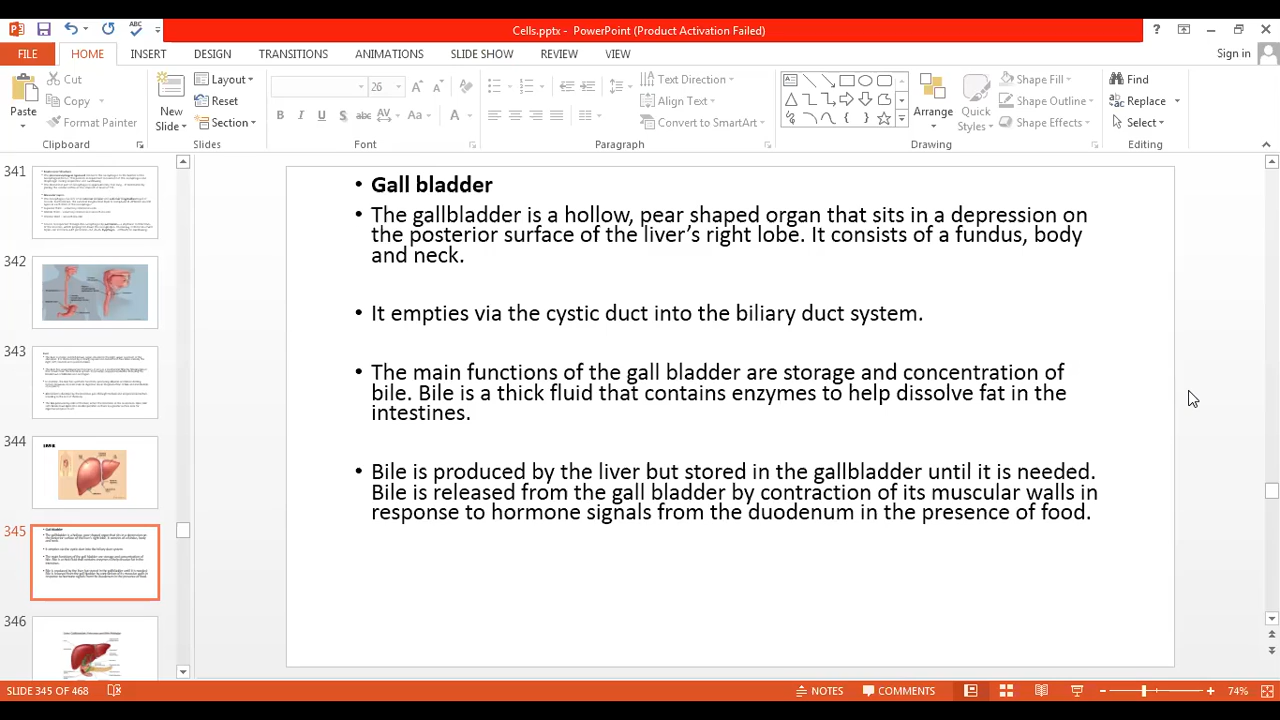 Cells.pptx - PowerPoint (Product Activation Failed)
FILE HOME INSERT DESIGN TRANSITIONS ANIMATIONS SLIDE SHOW REVIEW VIEW Sign in
Paste Cut Copy Format Painter
Clipboard
New Slide Layout Reset Section
Slides
26
Font
Text Direction Align Text Convert to SmartArt
Paragraph
Arrange Quick Styles Shape Fill Shape Outline Shape Effects
Drawing
Find Replace Select
Editing
341
342
343
344
345
346
• Gall bladder
• The gallbladder is a hollow, pear shaped organ that sits in a depression on
the posterior surface of the liver’s right lobe. It consists of a fundus, body
and neck.
• It empties via the cystic duct into the biliary duct system.
• The main functions of the gall bladder are storage and concentration of
bile. Bile is a thick fluid that contains enzymes to help dissolve fat in the
intestines.
• Bile is produced by the liver but stored in the gallbladder until it is needed.
Bile is released from the gall bladder by contraction of its muscular walls in
response to hormone signals from the duodenum in the presence of food.
SLIDE 345 OF 468 NOTES COMMENTS 74%